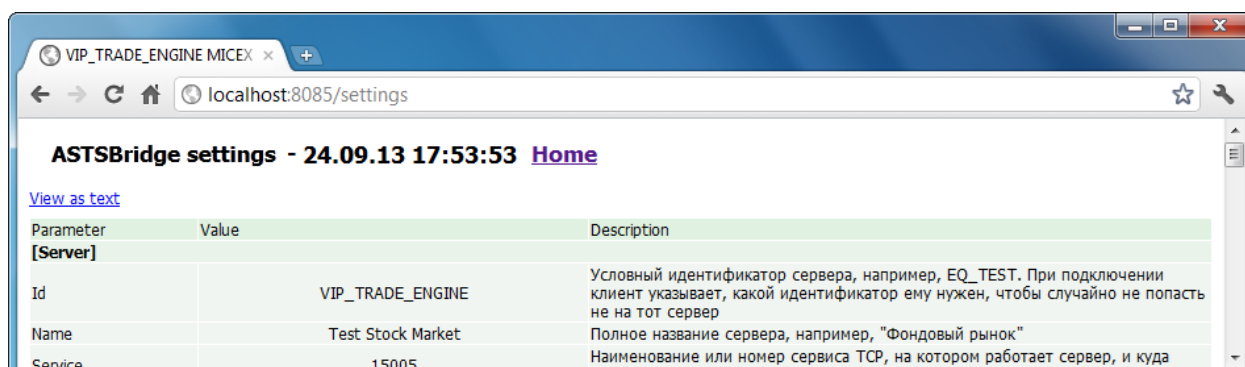 VIP_TRADE_ENGINE MICEX
localhost:8085/settings
ASTSBridge settings - 24.09.13 17:53:53 Home
View as text
Parameter Value Description
[Server]
Id VIP_TRADE_ENGINE Условный идентификатор сервера, например, EQ_TEST. При подключении
клиент указывает, какой идентификатор ему нужен, чтобы случайно не попасть
не на тот сервер
Name Test Stock Market Полное название сервера, например, "Фондовый рынок"
Service 15005 Наименование или номер сервиса TCP, на котором работает сервер, и куда